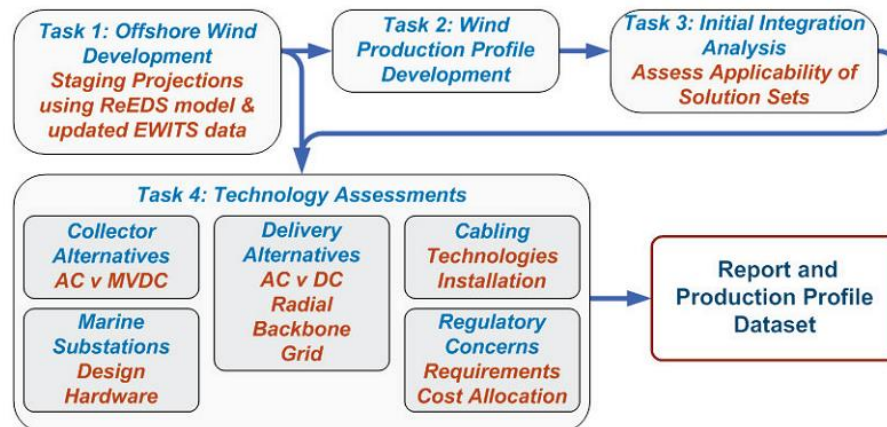 Task 1: Offshore Wind
Development
Staging Projections
using ReEDS model &
updated EWITS data
Task 2: Wind
Production Profile
Development
Task 3: Initial Integration
Analysis
Assess Applicability of
Solution Sets
Task 4: Technology Assessments
Collector
Alternatives
AC v MVDC
Marine
Substations
Design
Hardware
Delivery
Alternatives
AC v DC
Radial
Backbone
Grid
Cabling
Technologies
Installation
Regulatory
Concerns
Requirements
Cost Allocation
Report and
Production Profile
Dataset